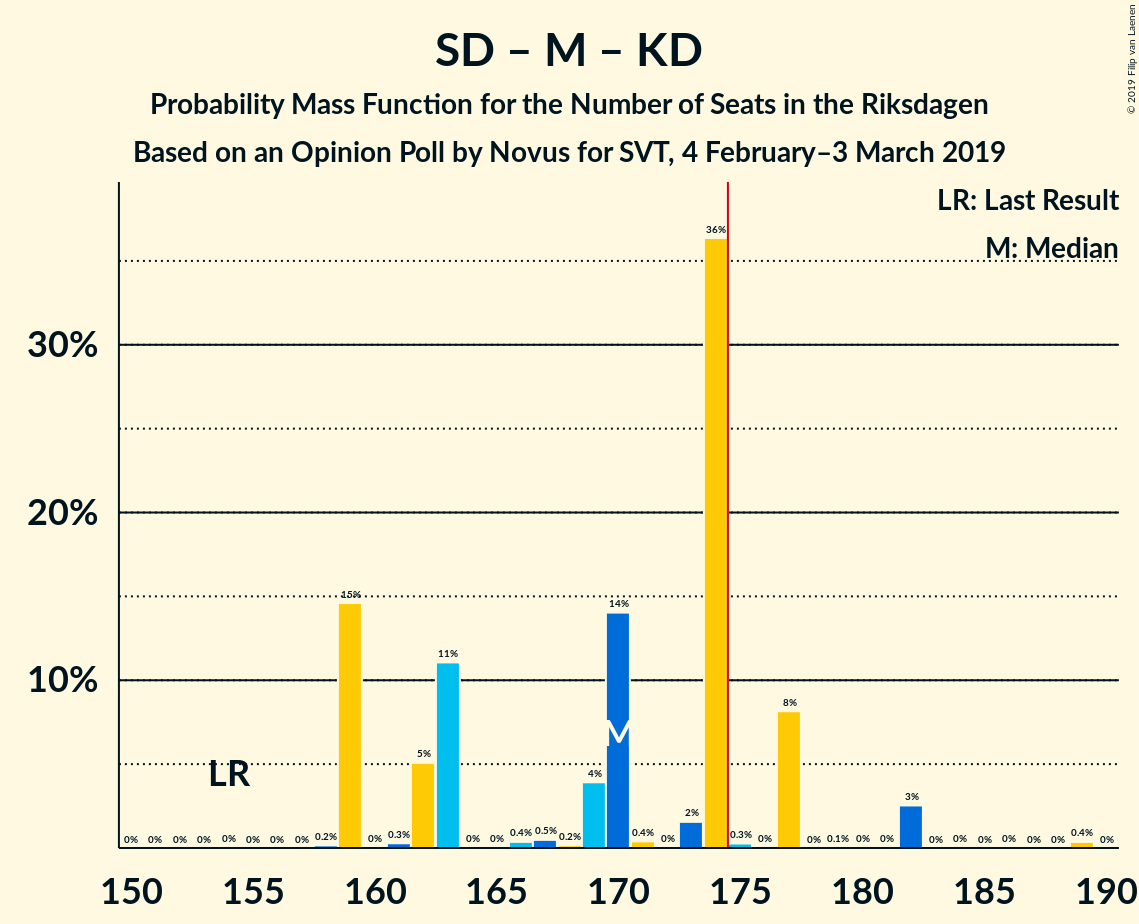 SD – M – KD
Probability Mass Function for the Number of Seats in the Riksdagen
Based on an Opinion Poll by Novus for SVT, 4 February–3 March 2019
© 2019 Filip van Laenen
LR: Last Result
M: Median
30%
20%
10%
LR
M
0% 0% 0% 0% 0% 0% 0% 0% 0.2% 15% 0% 0.3% 5% 11% 0% 0% 0.4% 0.5% 0.2% 4% 14% 0.4% 0% 2% 36% 0.3% 0% 8% 0% 0.1% 0% 0% 3% 0% 0% 0% 0% 0% 0% 0.4% 0%
150 155 160 165 170 175 180 185 190